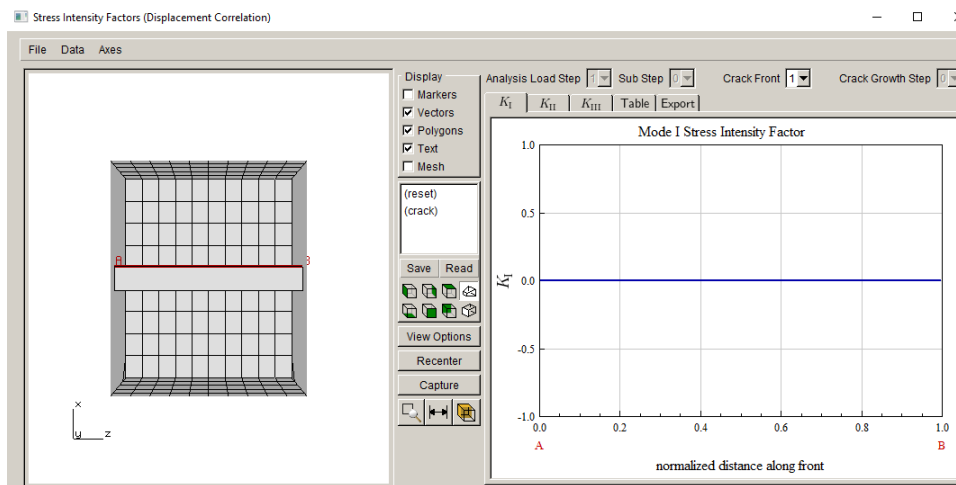 Stress Intensity Factors (Displacement Correlation)
File Data Axes
A B
x
y z
Display
Markers
Vectors
Polygons
Text
Mesh
(reset)
(crack)
Save Read
View Options
Recenter
Capture
Analysis Load Step 1 Sub Step 0 Crack Front 1 Crack Growth Step 0
KI KII KIII Table Export
Mode I Stress Intensity Factor
1.0
0.5
KI
0.0
-0.5
-1.0
0.0 0.2 0.4 0.6 0.8 1.0
A B
normalized distance along front